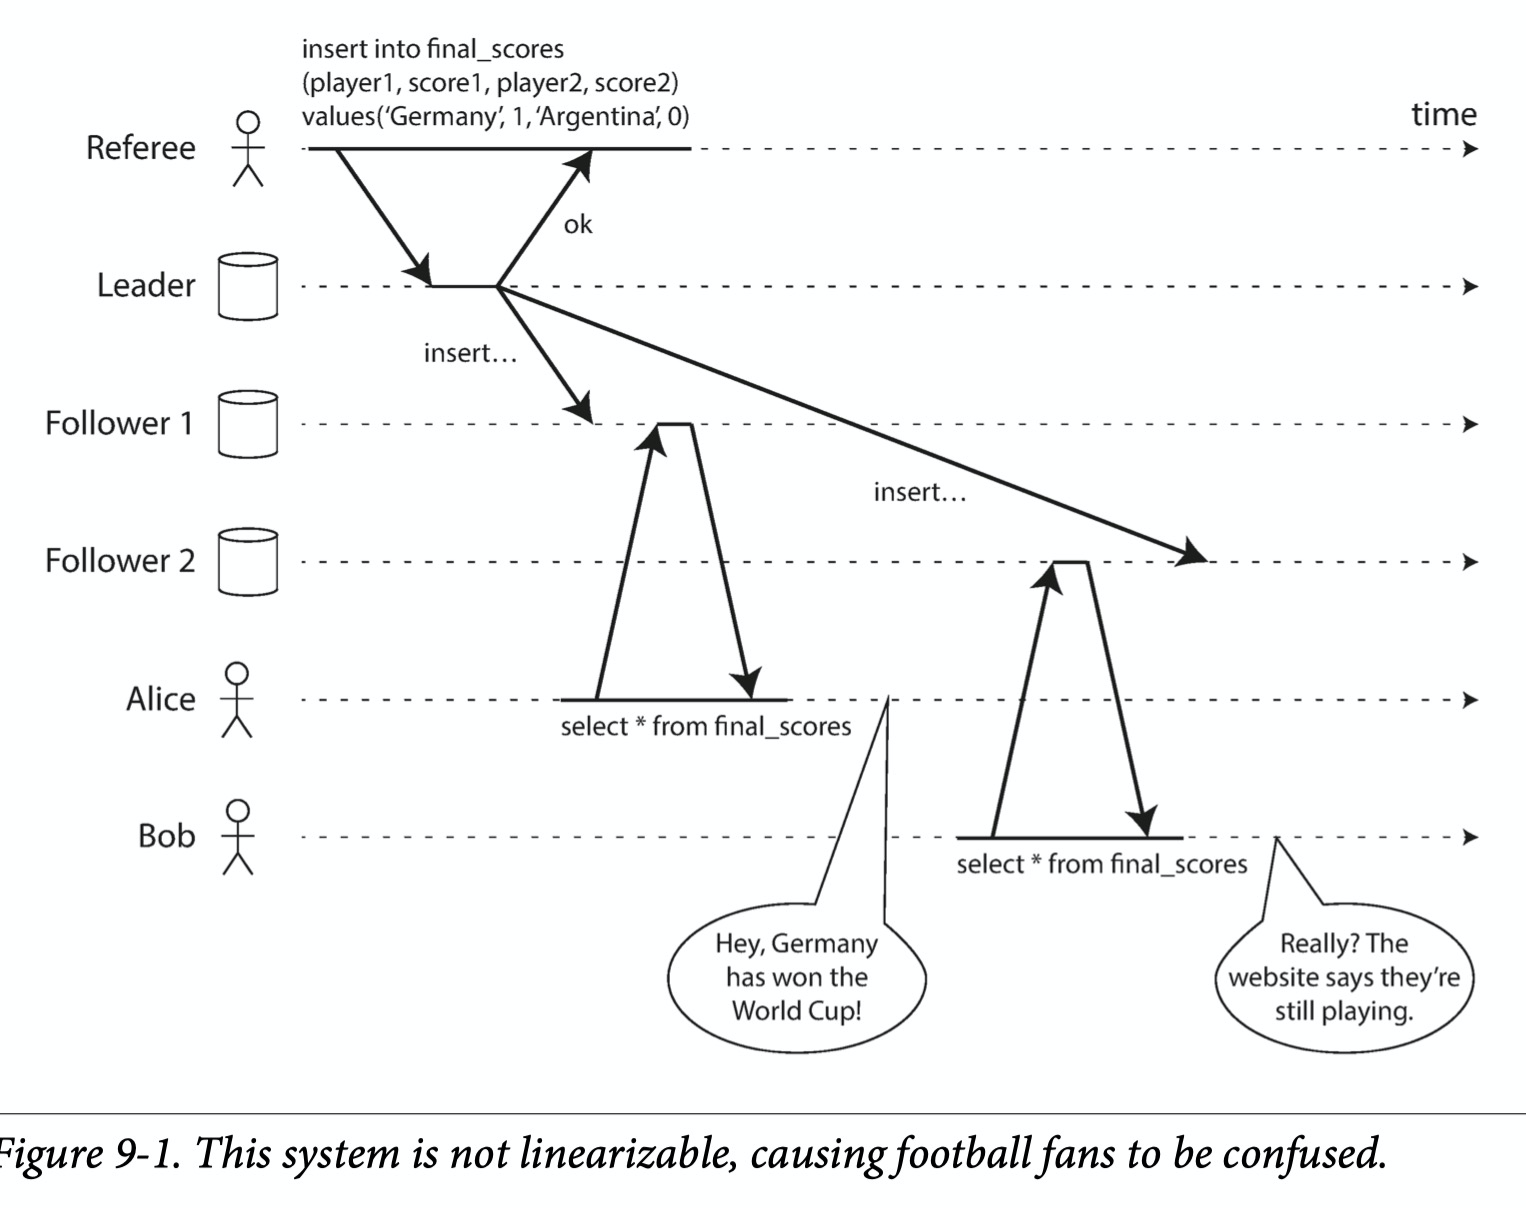 insert into final_scores
(player1, score1, player2, score2)
values(‘Germany’, 1, ‘Argentina’, 0)
time
Referee
ok
Leader
insert…
Follower 1
insert…
Follower 2
Alice
select * from final_scores
Bob
select * from final_scores
Hey, Germany
has won the
World Cup!
Really? The
website says they’re
still playing.
Figure 9-1. This system is not linearizable, causing football fans to be confused.